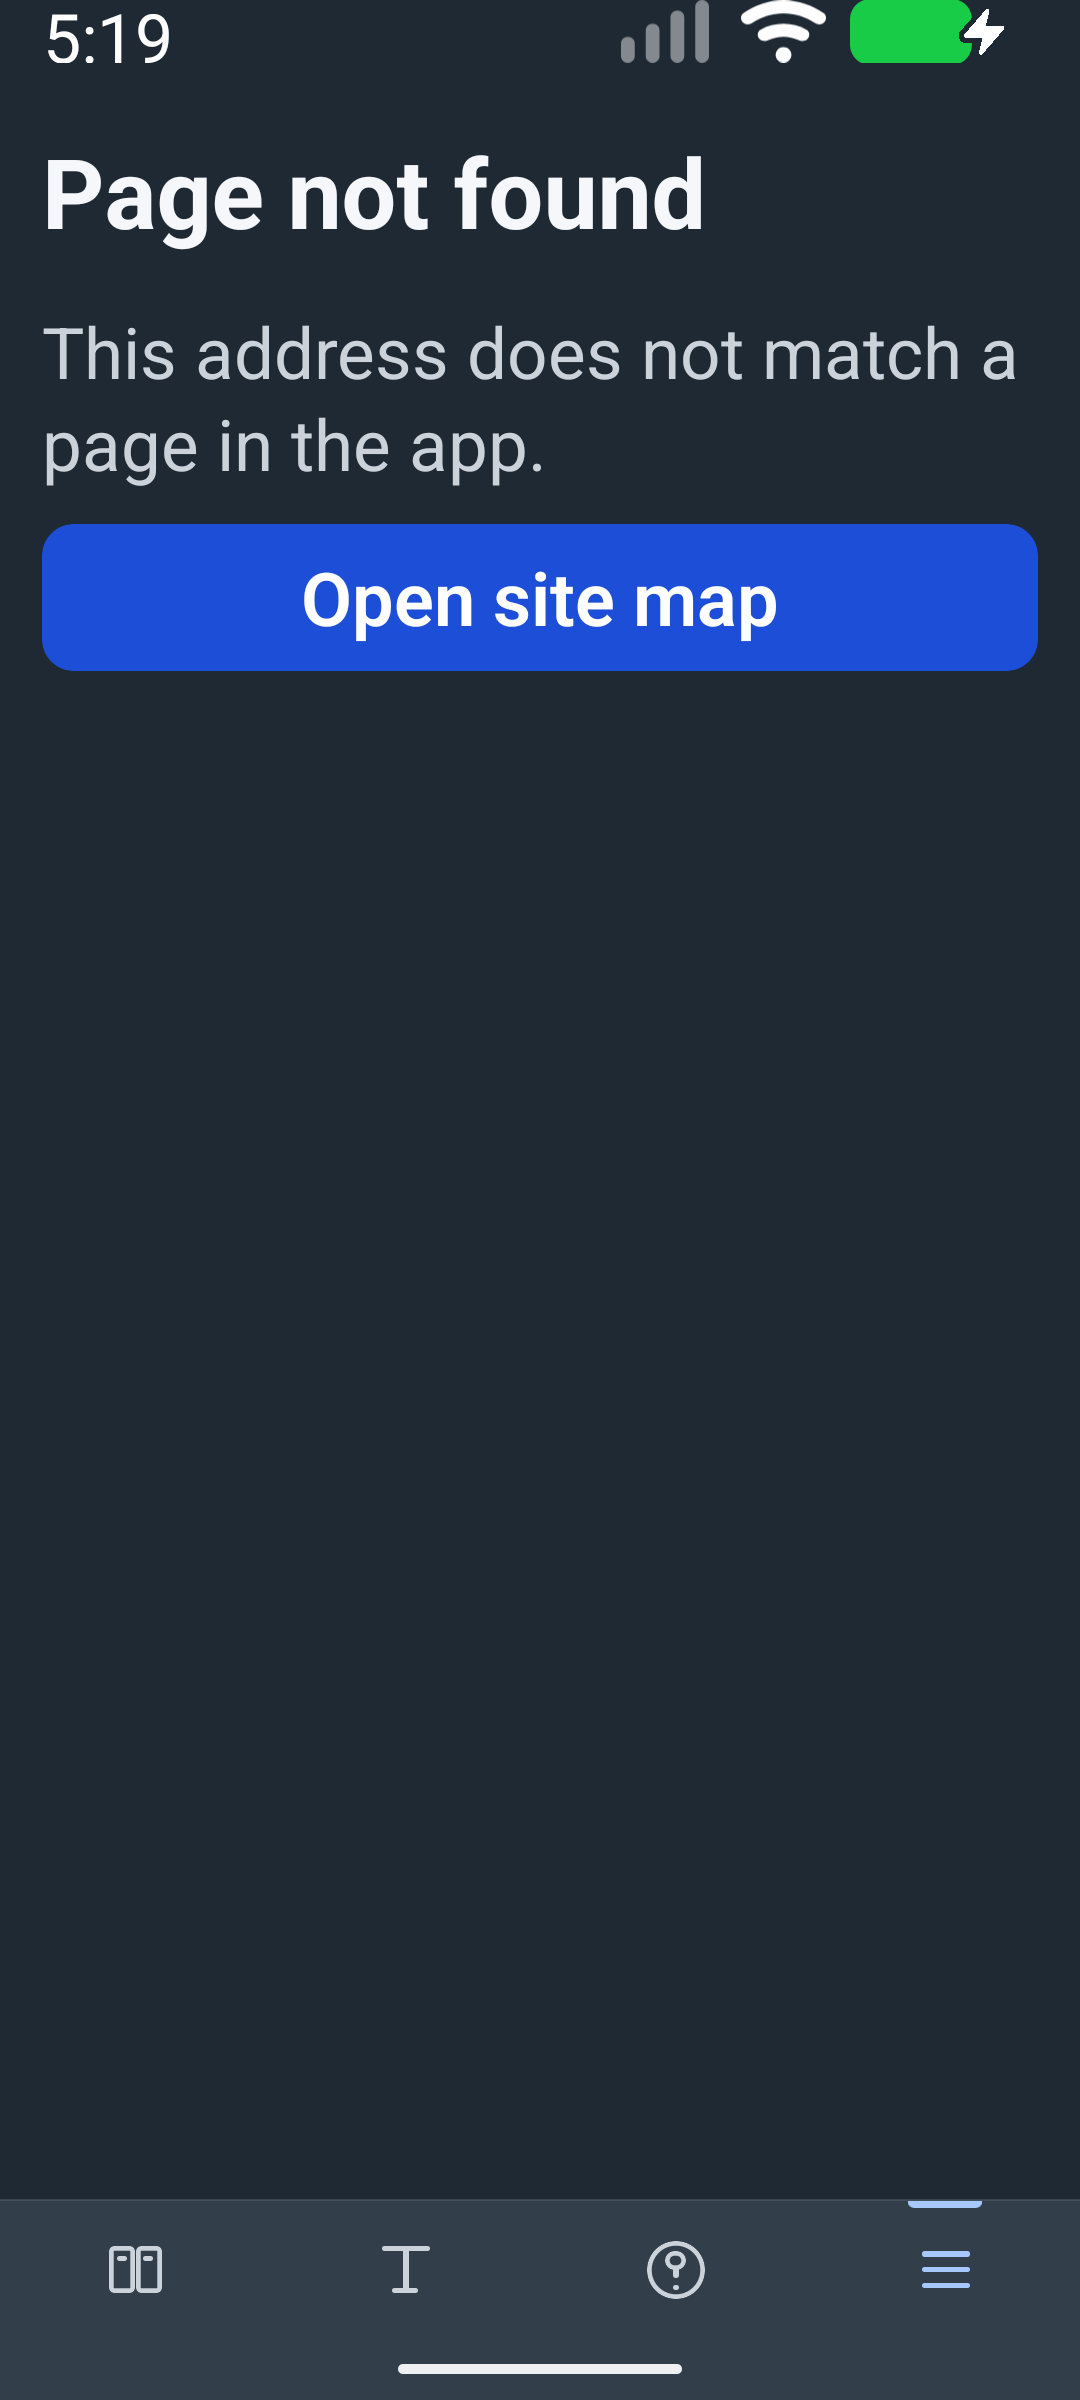 5:19
Page not found
This address does not match a
page in the app.
Open site map